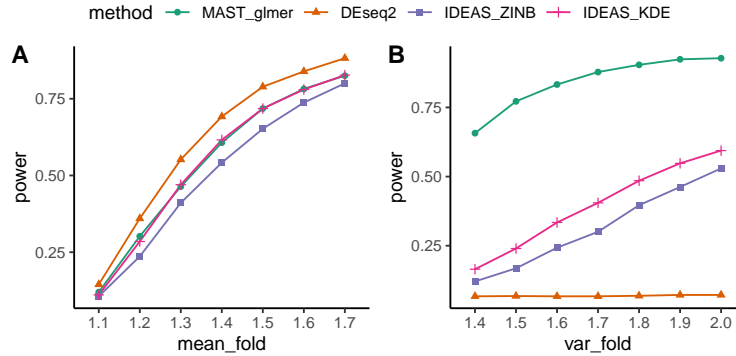 method MAST_glmer DEseq2 IDEAS_ZINB IDEAS_KDE
A
0.75
0.50
0.25
power
1.1 1.2 1.3 1.4 1.5 1.6 1.7
mean_fold
B
0.75
0.50
0.25
power
1.4 1.5 1.6 1.7 1.8 1.9 2.0
var_fold